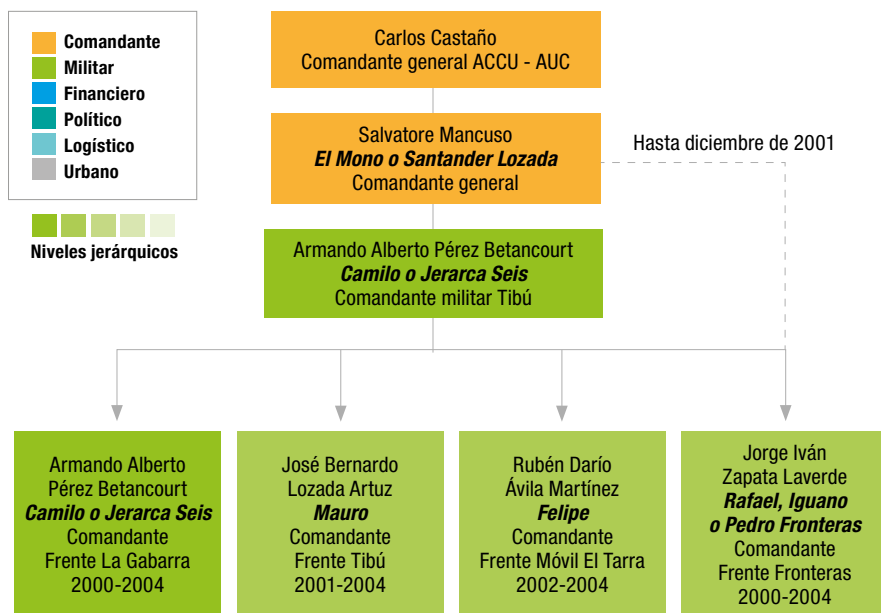 Comandante
Militar
Financiero
Político
Logístico
Urbano
Niveles jerárquicos
Carlos Castaño
Comandante general ACCU - AUC
Salvatore Mancuso
El Mono o Santander Lozada
Comandante general
Hasta diciembre de 2001
Armando Alberto Pérez Betancourt
Camilo o Jerarca Seis
Comandante militar Tibú
Armando Alberto
Pérez Betancourt
Camilo o Jerarca Seis
Comandante
Frente La Gabarra
2000-2004
José Bernardo
Lozada Artuz
Mauro
Comandante
Frente Tibú
2001-2004
Rubén Darío
Ávila Martínez
Felipe
Comandante
Frente Móvil El Tarra
2002-2004
Jorge Iván
Zapata Laverde
Rafael, Iguano
o Pedro Fronteras
Comandante
Frente Fronteras
2000-2004